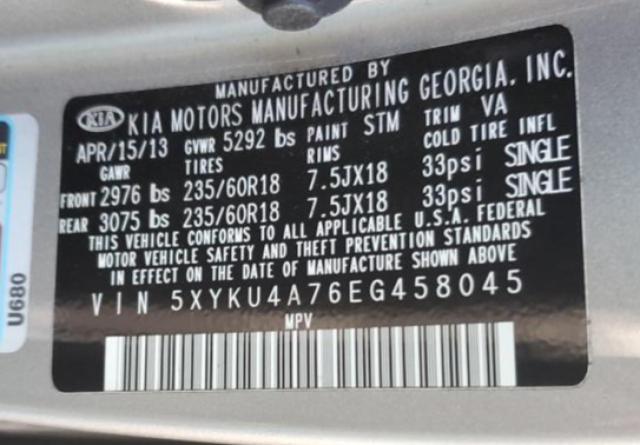 MANUFACTURED BY
KIA KIA MOTORS MANUFACTURING GEORGIA, INC.
APR/15/13 GVWR 5292 lbs PAINT STM TRIM VA
GAWR TIRES RIMS COLD TIRE INFL
FRONT 2976 lbs 235/60R18 7.5JX18 33psi SINGLE
REAR 3075 lbs 235/60R18 7.5JX18 33psi SINGLE
THIS VEHICLE CONFORMS TO ALL APPLICABLE U.S.A. FEDERAL
MOTOR VEHICLE SAFETY AND THEFT PREVENTION STANDARDS
IN EFFECT ON THE DATE OF MANUFACTURE SHOWN ABOVE
VIN 5XYKU4A76EG458045
MPV
U680